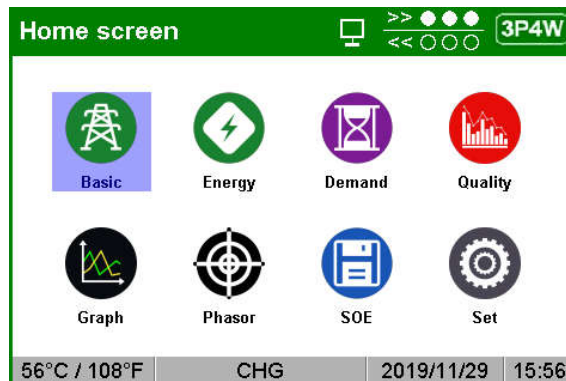 Home screen
>>
<<
3P4W
Basic Energy Demand Quality
Graph Phasor SOE Set
56°C / 108°F CHG 2019/11/29 15:56